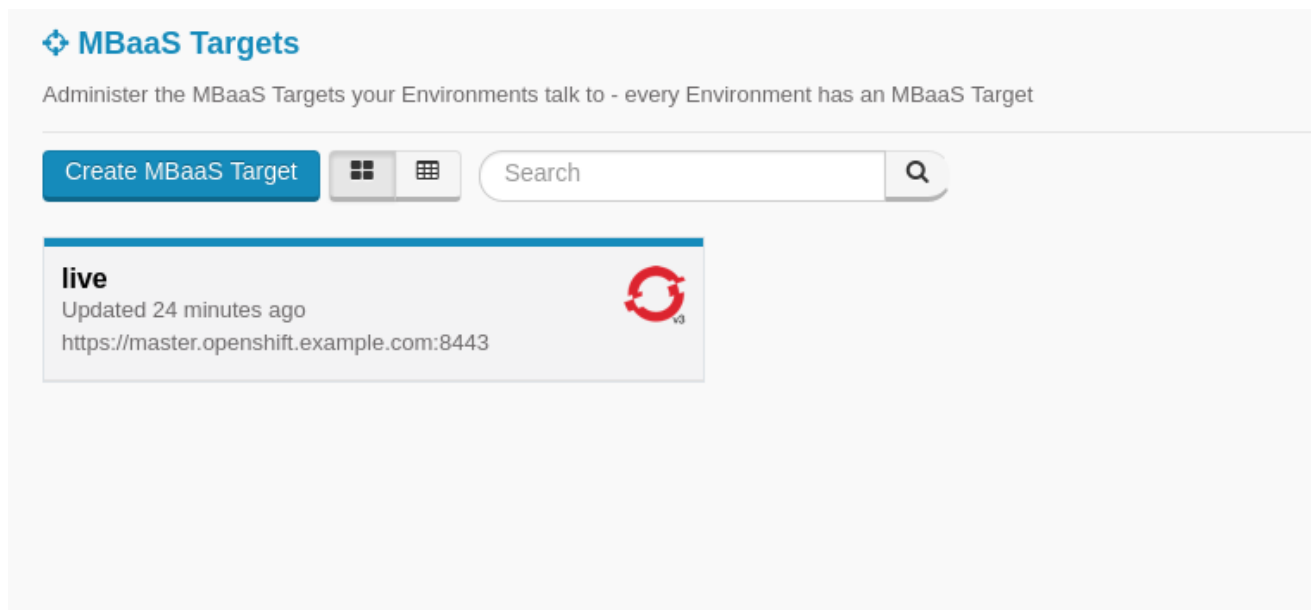 MBaaS Targets
Administer the MBaaS Targets your Environments talk to - every Environment has an MBaaS Target
Create MBaaS Target
Search
live
Updated 24 minutes ago
https://master.openshift.example.com:8443
v3